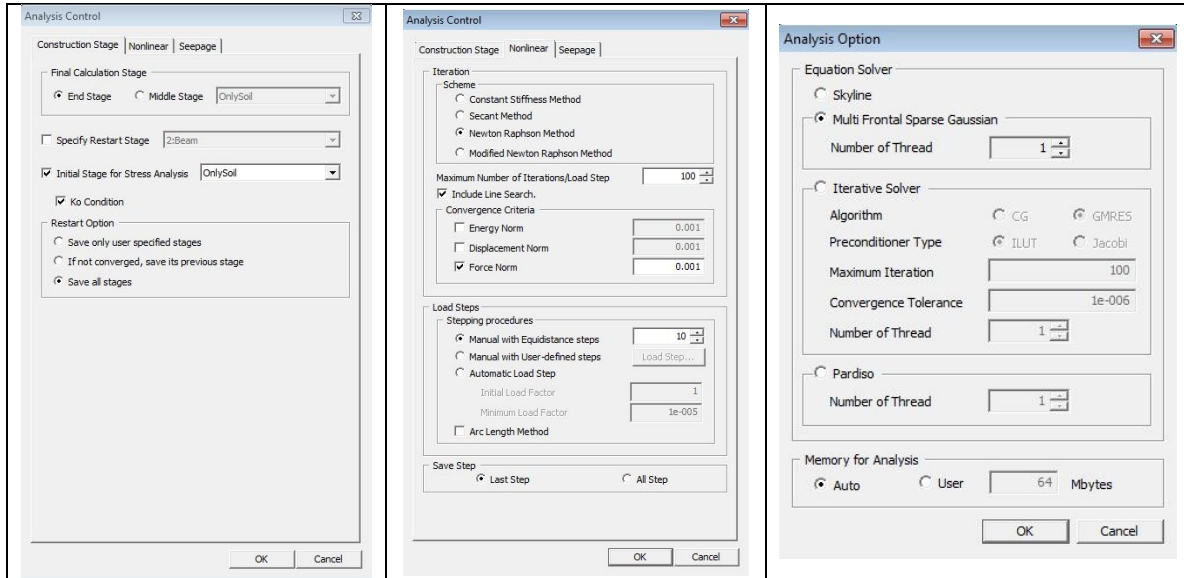 Analysis Control
Construction Stage Nonlinear Seepage
Final Calculation Stage
End Stage Middle Stage OnlySoil
Specify Restart Stage 2:Beam
Initial Stage for Stress Analysis OnlySoil
Ko Condition
Restart Option
Save only user specified stages
If not converged, save its previous stage
Save all stages
OK Cancel
Analysis Control
Construction Stage Nonlinear Seepage
Iteration
Scheme
Constant Stiffness Method
Secant Method
Newton Raphson Method
Modified Newton Raphson Method
Maximum Number of Iterations/Load Step 100
Include Line Search.
Convergence Criteria
Energy Norm 0.001
Displacement Norm 0.001
Force Norm 0.001
Load Steps
Stepping procedures
Manual with Equidistance steps 10
Manual with User-defined steps Load Step...
Automatic Load Step
Initial Load Factor 1
Minimum Load Factor 1e-005
Arc Length Method
Save Step
Last Step All Step
OK Cancel
Analysis Option
Equation Solver
Skyline
Multi Frontal Sparse Gaussian
Number of Thread 1
Iterative Solver
Algorithm CG GMRES
Preconditioner Type ILUT Jacobi
Maximum Iteration 100
Convergence Tolerance 1e-006
Number of Thread 1
Pardiso
Number of Thread 1
Memory for Analysis
Auto User 64 Mbytes
OK Cancel